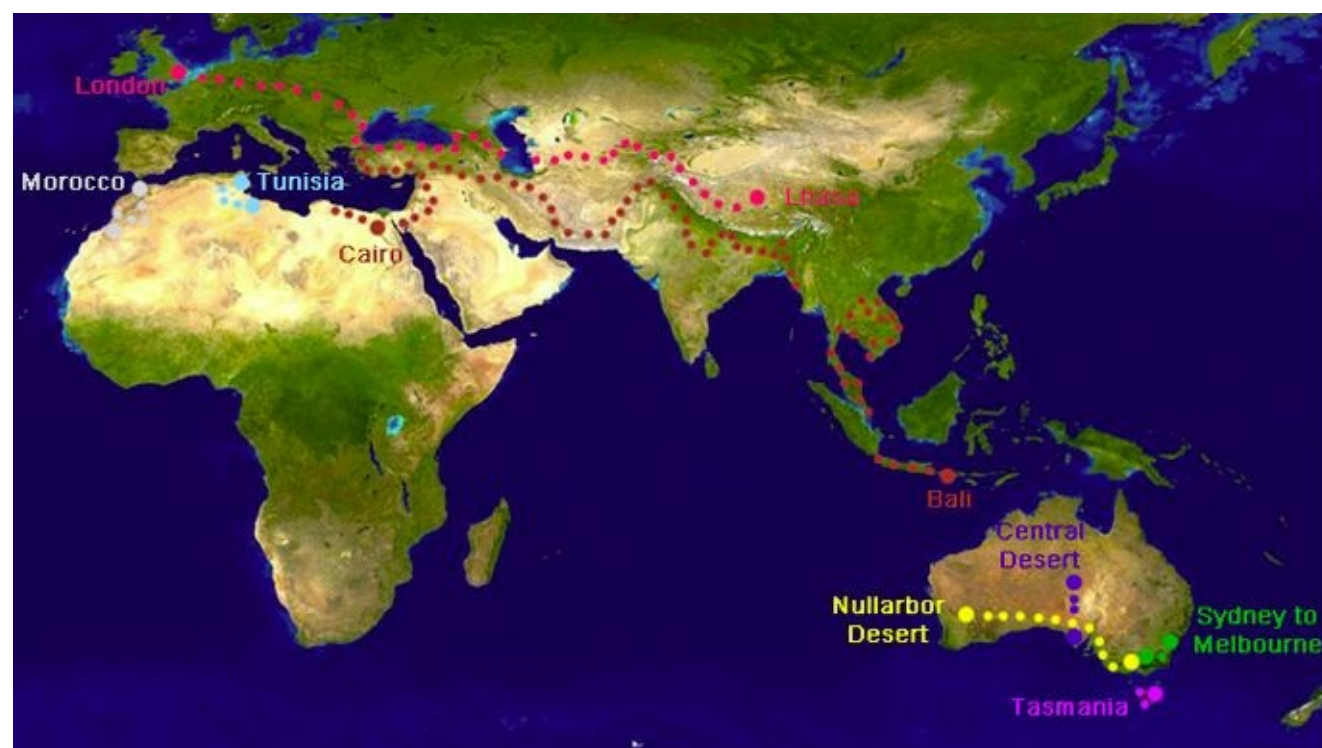 London
Morocco
Tunisia
Lhasa
Cairo
Bali
Central
Desert
Nullarbor
Desert
Sydney to
Melbourne
Tasmania